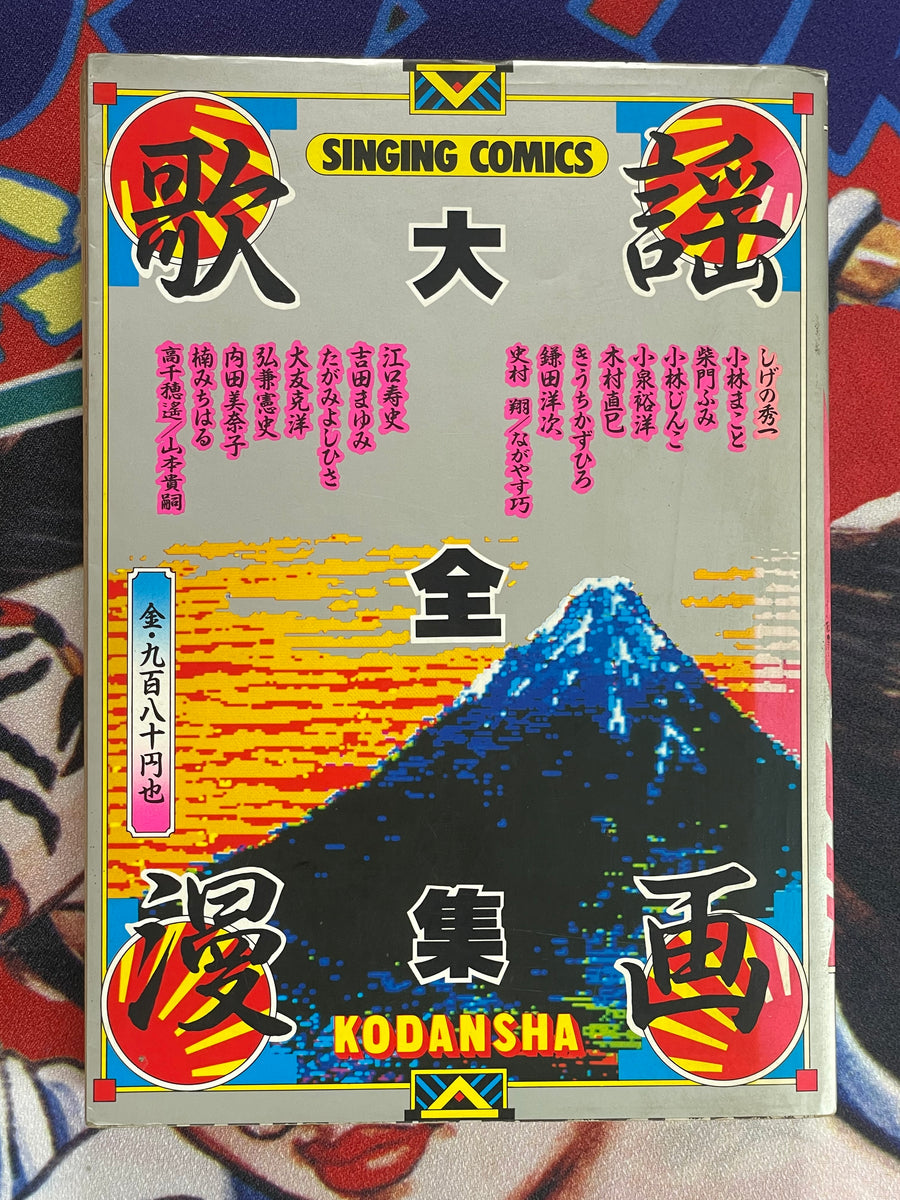 SINGING COMICS
歌謡
漫画
大全集
しげの秀一
小林まこと
柴門ふみ
小林じんこ
小泉裕洋
木村直巳
きうちかずひろ
鎌田洋次
史村 翔/ながやす巧
江口寿史
吉田まゆみ
たがみよしひさ
大友克洋
弘兼憲史
内田美奈子
楠みちはる
高千穂遙/山本貴嗣
金・九百八十円也
KODANSHA